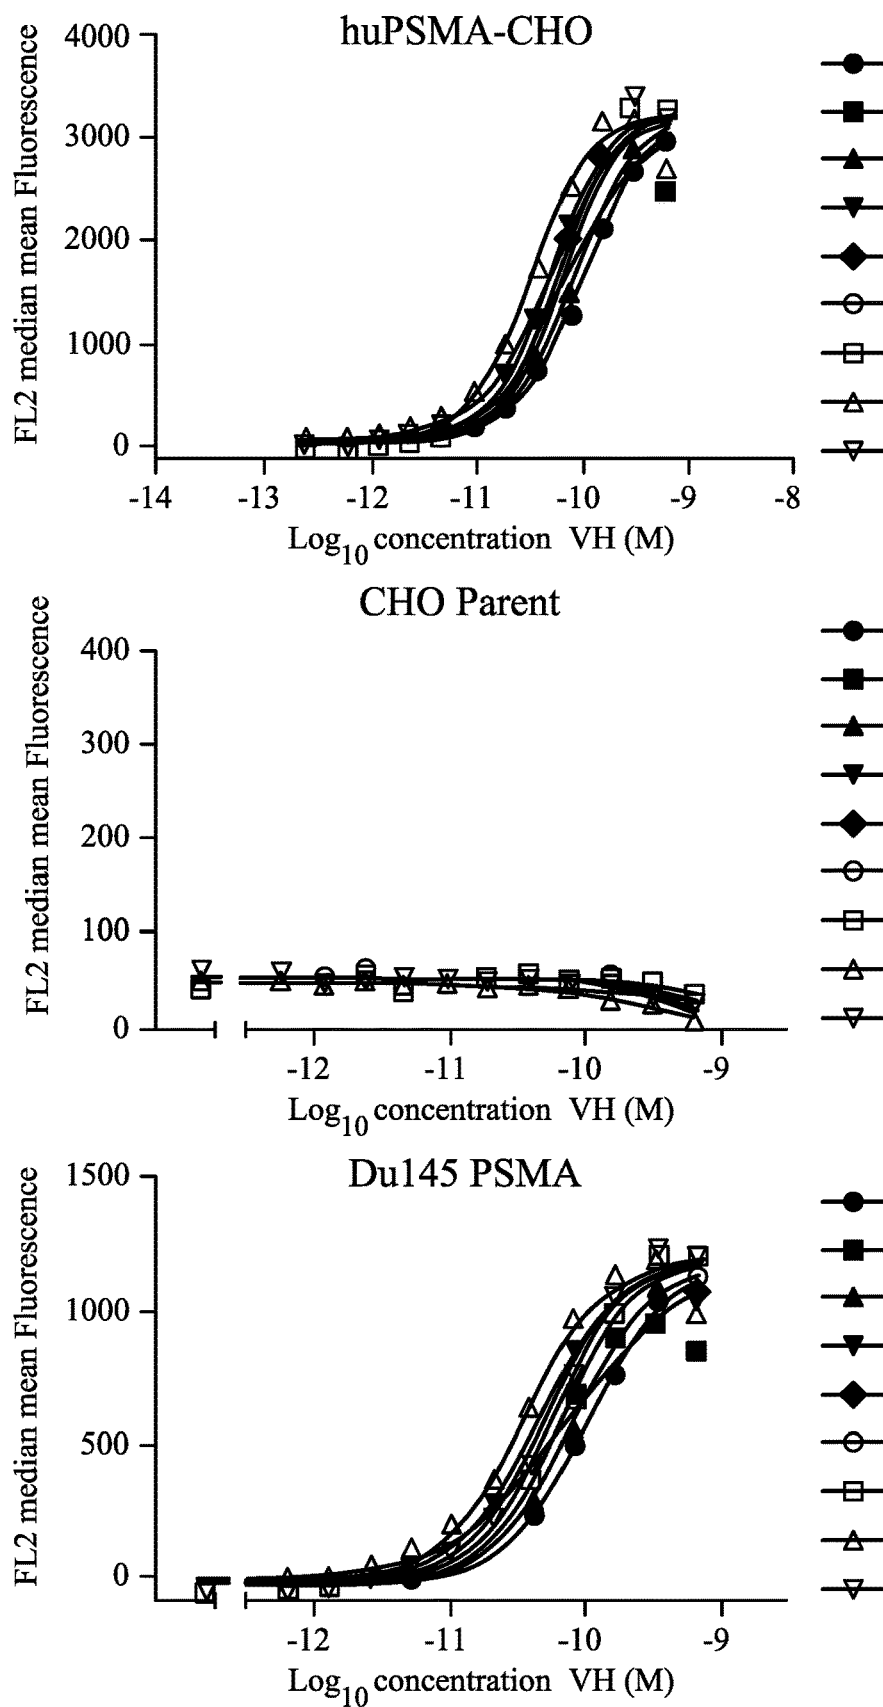 huPSMA-CHO
FL2 median mean Fluorescence
4000
3000
2000
1000
0
-14 -13 -12 -11 -10 -9 -8
Log10 concentration VH (M)
CHO Parent
FL2 median mean Fluorescence
400
300
200
100
0
-12 -11 -10 -9
Log10 concentration VH (M)
Du145 PSMA
FL2 median mean Fluorescence
1500
1000
500
0
-12 -11 -10 -9
Log10 concentration VH (M)